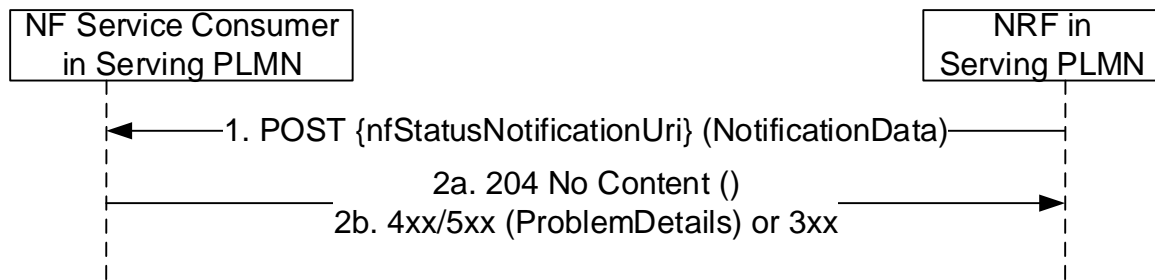 NF Service Consumer
in Serving PLMN
NRF in
Serving PLMN
1. POST {nfStatusNotificationUri} (NotificationData)
2a. 204 No Content ()
2b. 4xx/5xx (ProblemDetails) or 3xx